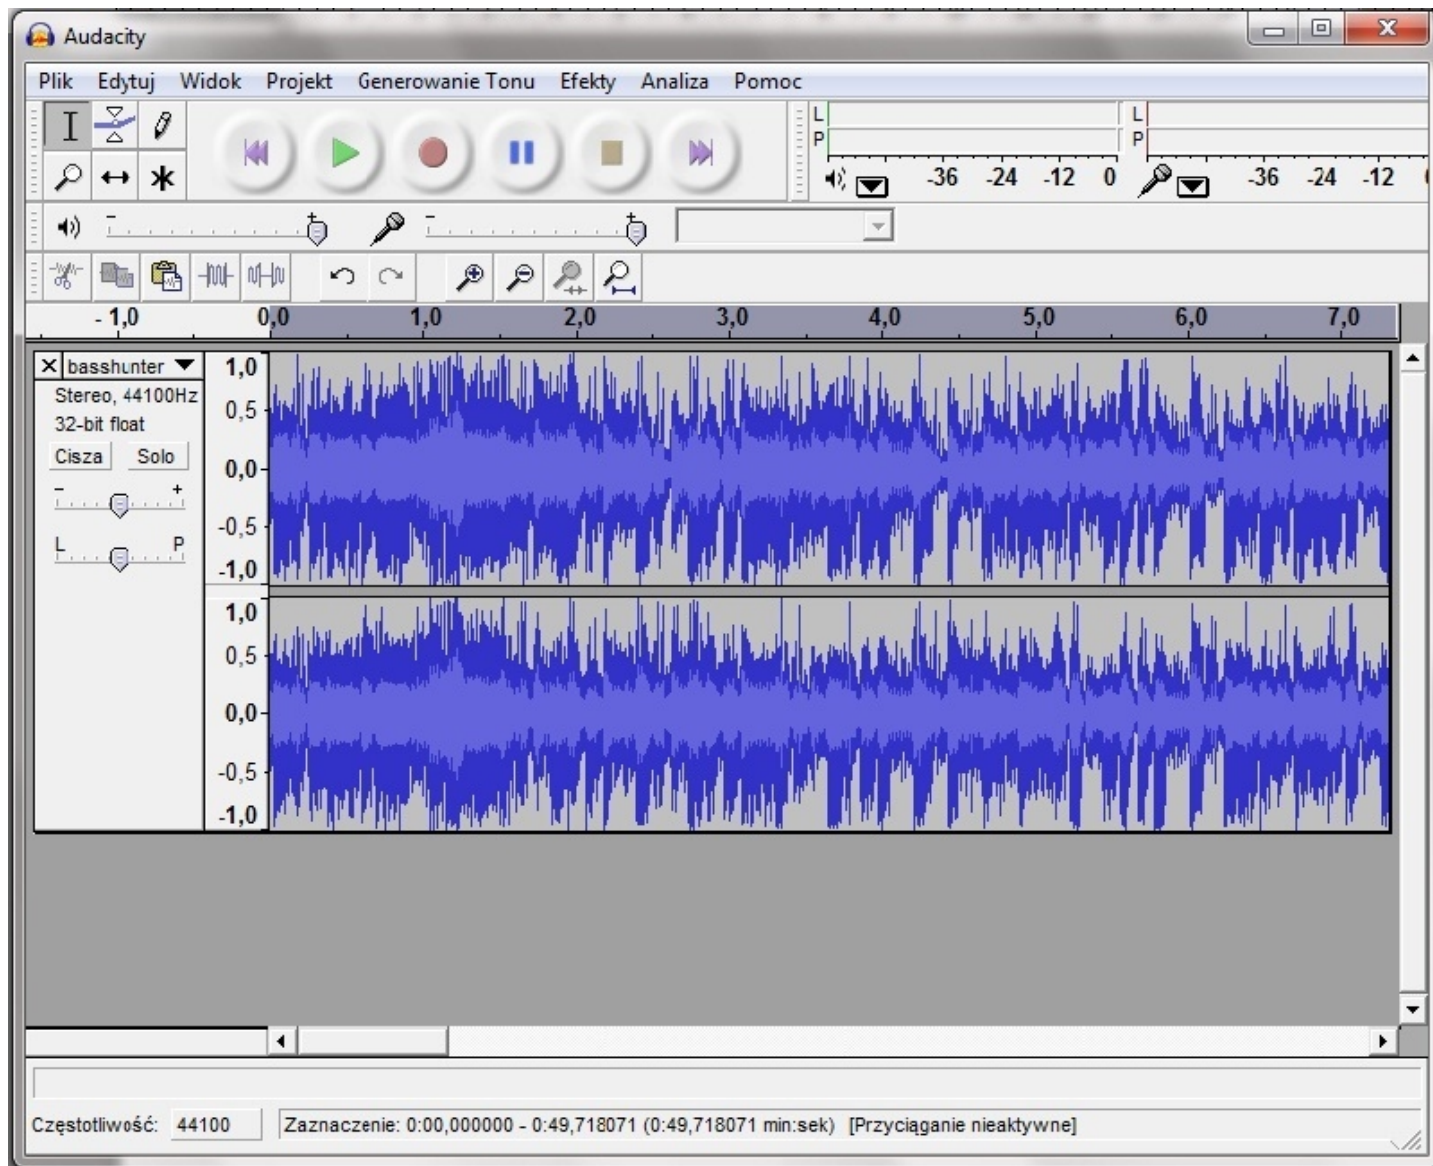 Audacity
Plik Edytuj Widok Projekt Generowanie Tonu Efekty Analiza Pomoc
L L
P P
-36 -24 -12 0 -36 -24 -12
- + - +
- 1,0 0,0 1,0 2,0 3,0 4,0 5,0 6,0 7,0
basshunter
Stereo, 44100Hz
32-bit float
Cisza Solo
- +
L P
1,0
0,5
0,0
-0,5
-1,0
1,0
0,5
0,0
-0,5
-1,0
Częstotliwość: 44100 Zaznaczenie: 0:00,000000 - 0:49,718071 (0:49,718071 min:sek) [Przyciąganie nieaktywne]